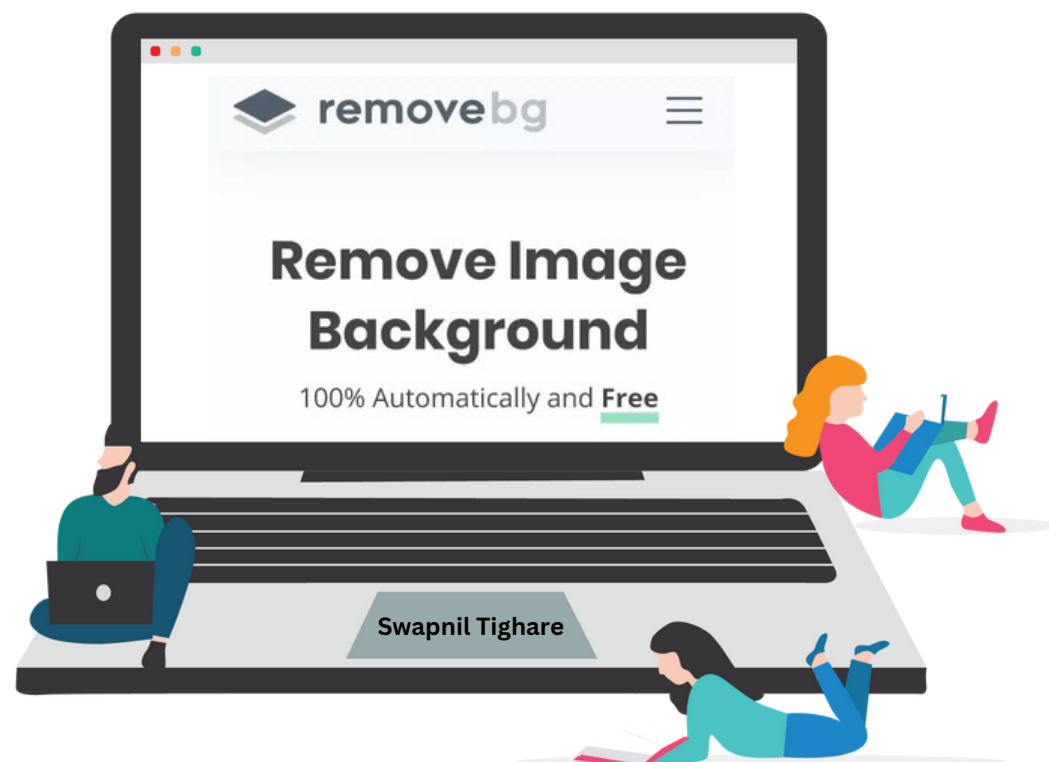 removebg
Remove Image
Background
100% Automatically and Free
Swapnil Tighare